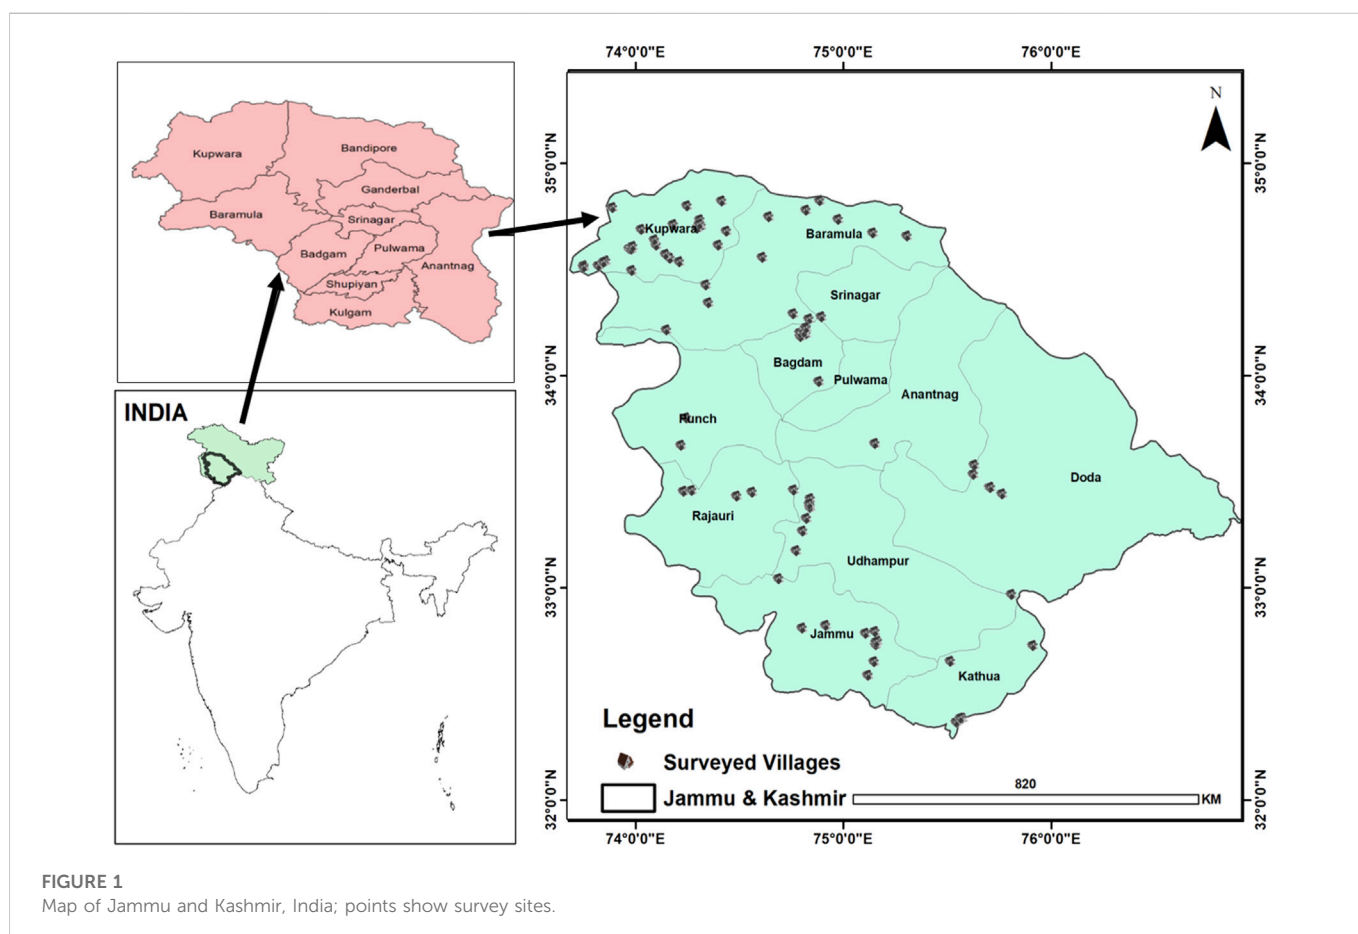 Kupwara
Bandipore
Ganderbal
Baramula
Srinagar
Badgam
Pulwama
Anantnag
Shupiyan
Kulgam
INDIA
74°0'0"E
75°0'0"E
76°0'0"E
N
35°0'0"N
35°0'0"N
34°0'0"N
34°0'0"N
33°0'0"N
33°0'0"N
32°0'0"N
32°0'0"N
Kupwara
Baramula
Srinagar
Bagdam
Pulwama
Anantnag
Punch
Doda
Rajauri
Udhampur
Jammu
Kathua
Legend
Surveyed Villages
Jammu & Kashmir
820
KM
74°0'0"E
75°0'0"E
76°0'0"E
FIGURE 1
Map of Jammu and Kashmir, India; points show survey sites.